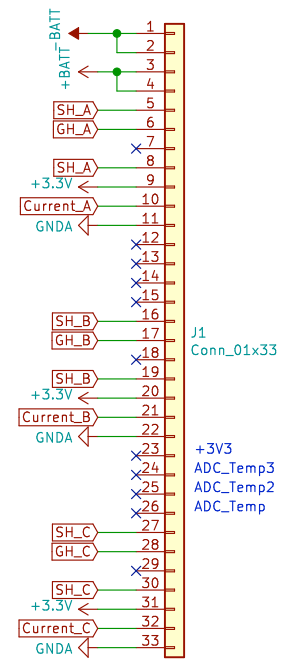 -BATT
1
2
+BATT
3
4
SH_A 5
GH_A 6
7
SH_A 8
+3.3V 9
Current_A 10
GNDA 11
12
13
14
15
SH_B 16
GH_B 17
J1
Conn_01x33
18
SH_B 19
+3.3V 20
Current_B 21
GNDA 22
23 +3V3
24 ADC_Temp3
25 ADC_Temp2
26 ADC_Temp
SH_C 27
GH_C 28
29
SH_C 30
+3.3V 31
Current_C 32
GNDA 33